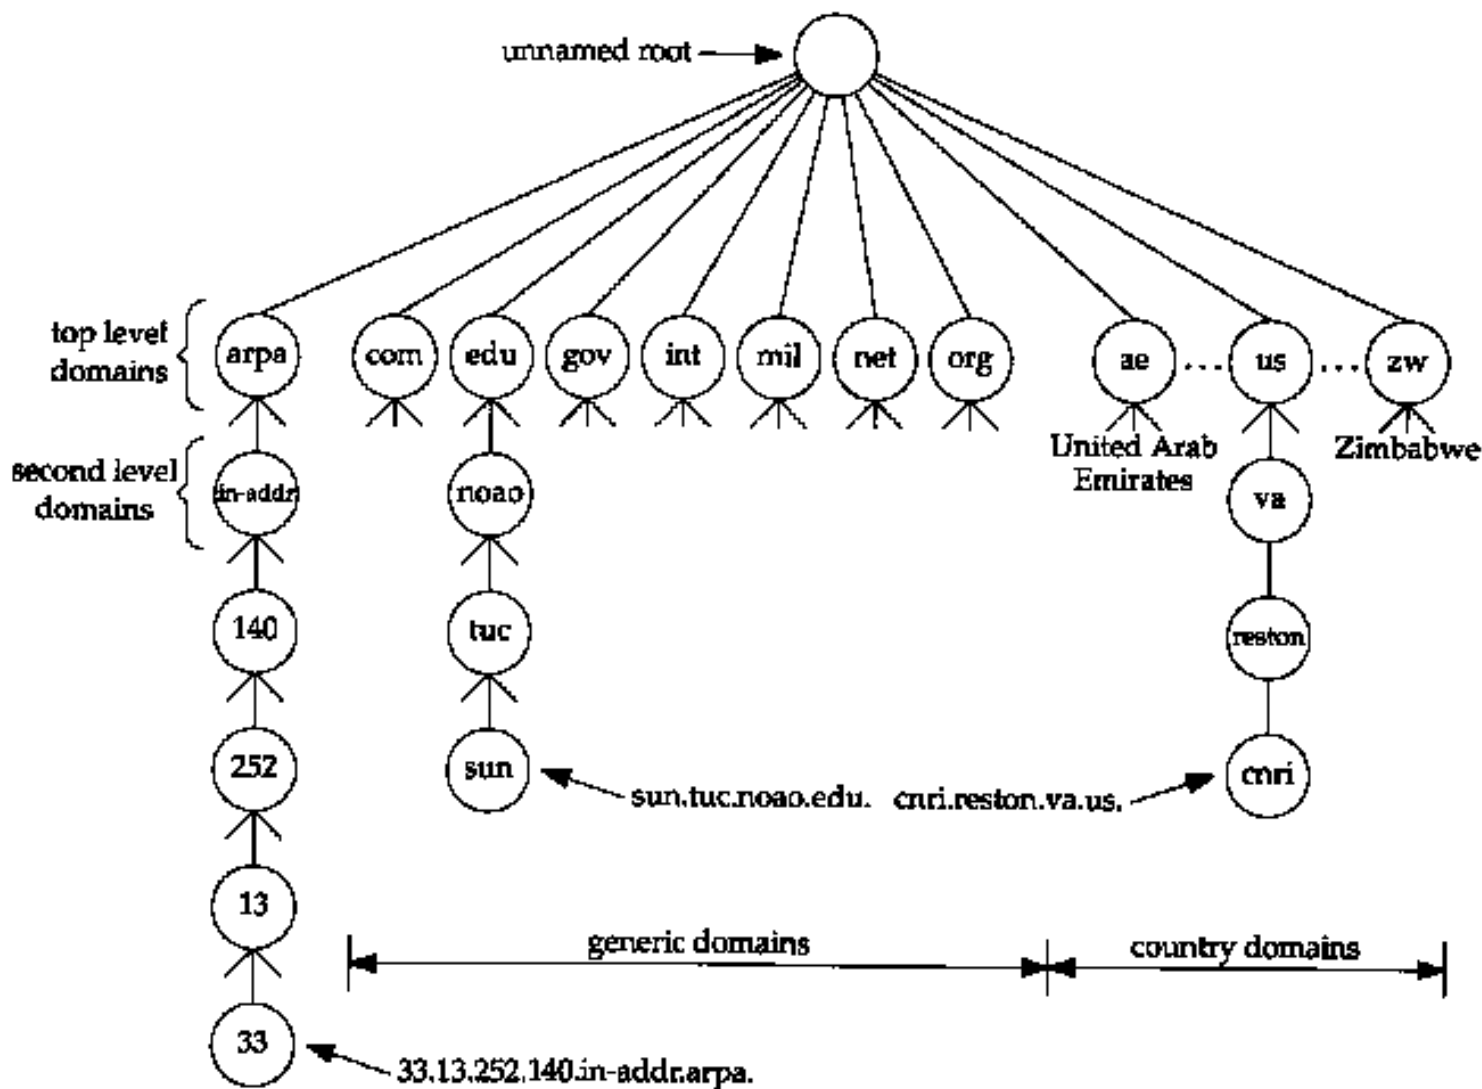 unnamed root
top level
domains
arpa com edu gov int mil net org ae ... us ... zw
United Arab
Emirates
Zimbabwe
second level
domains
in-addr noao va
140 tuc reston
252 sun cnri
sun.tuc.noao.edu. cnri.reston.va.us.
13
generic domains country domains
33
33.13.252.140.in-addr.arpa.